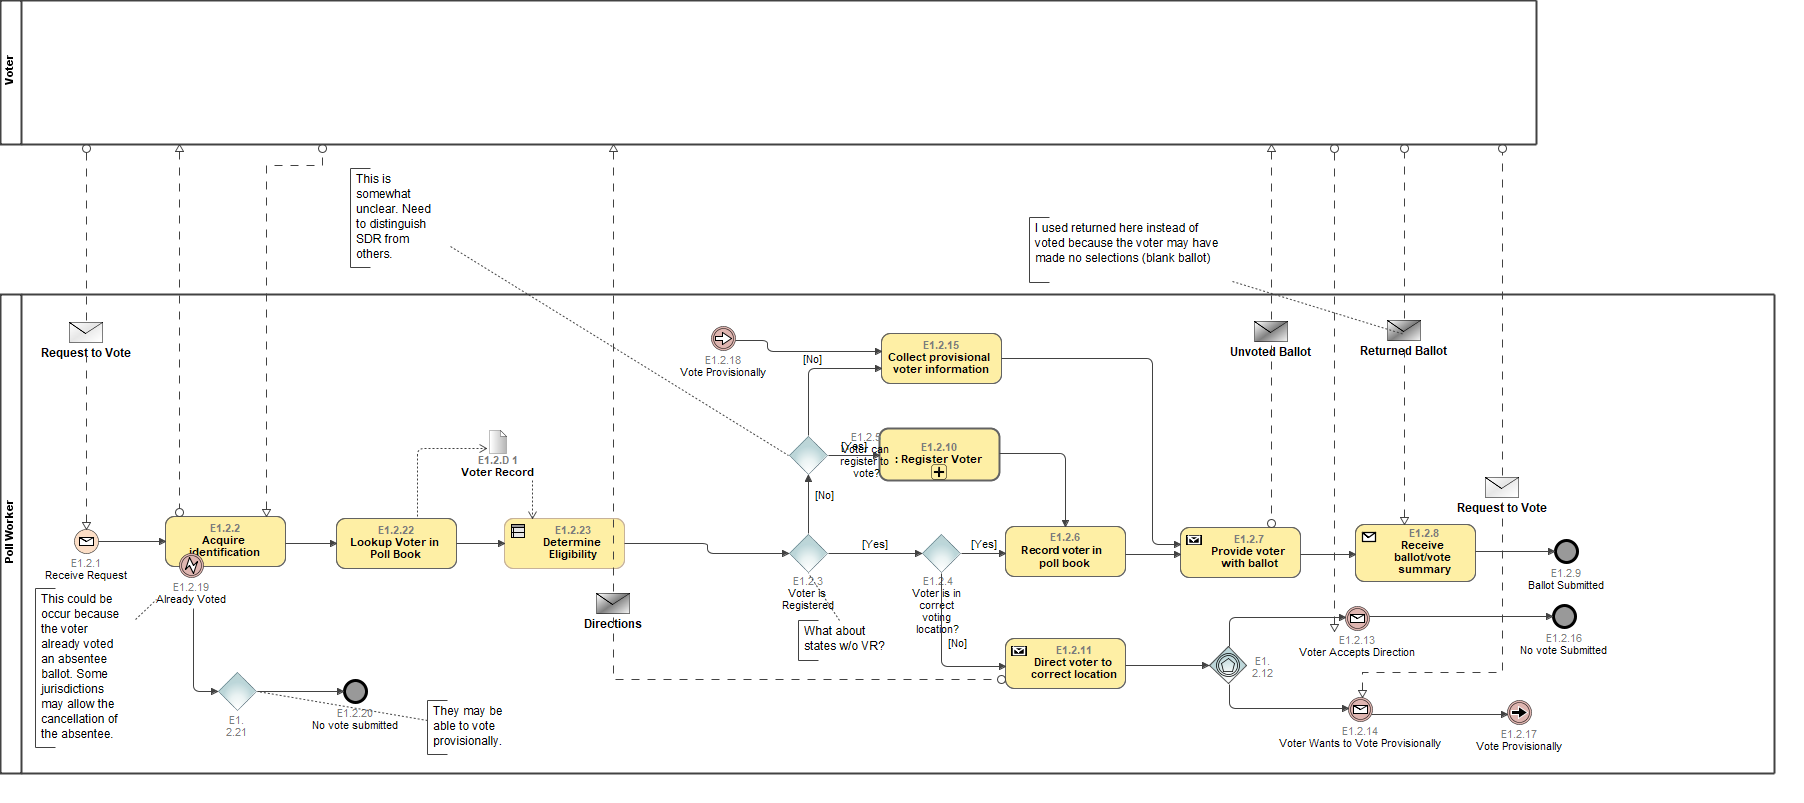 Voter
This is
somewhat
unclear. Need
to distinguish
SDR from
others.
I used returned here instead of
voted because the voter may have
made no selections (blank ballot)
Poll Worker
Request to Vote
E1.2.18
Vote Provisionally
[No]
E1.2.15
Collect provisional
voter information
Unvoted Ballot
Returned Ballot
E1.2.D 1
Voter Record
E1.2.5
Voter can
register to
vote?
[Yes]
E1.2.10
: Register Voter
[No]
Request to Vote
E1.2.1
Receive Request
E1.2.2
Acquire
identification
E1.2.19
Already Voted
E1.2.22
Lookup Voter in
Poll Book
E1.2.23
Determine
Eligibility
[Yes]
E1.2.3
Voter is
Registered
[Yes]
E1.2.4
Voter is in
correct
voting
location?
[No]
E1.2.6
Record voter in
poll book
E1.2.7
Provide voter
with ballot
E1.2.8
Receive
ballot/vote
summary
E1.2.9
Ballot Submitted
This could be
occur because
the voter
already voted
an absentee
ballot. Some
jurisdictions
may allow the
cancellation of
the absentee.
Directions
What about
states w/o VR?
E1.2.11
Direct voter to
correct location
E1.
2.12
E1.2.13
Voter Accepts Direction
E1.2.16
No vote Submitted
E1.
2.21
E1.2.20
No vote submitted
They may be
able to vote
provisionally.
E1.2.14
Voter Wants to Vote Provisionally
E1.2.17
Vote Provisionally